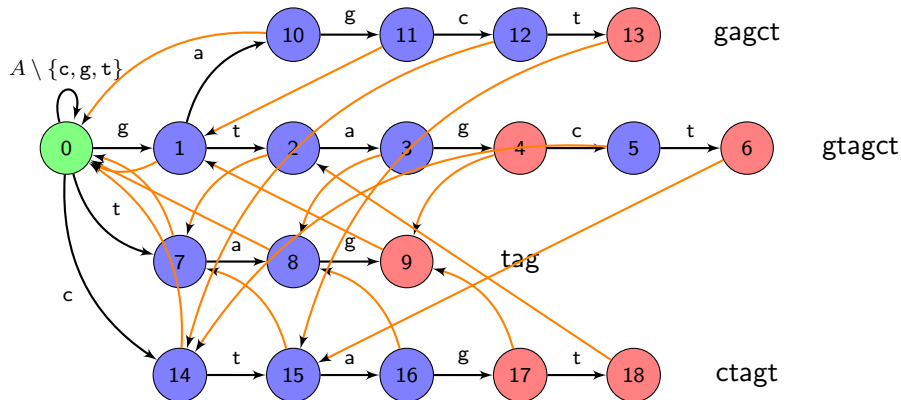 g c t
10 11 12 13 gagct
a
A \ {c, g, t}
g t a g c t
0 1 2 3 4 5 6 gtagct
t
a g
7 8 9 tag
c
t a g t
14 15 16 17 18 ctagt